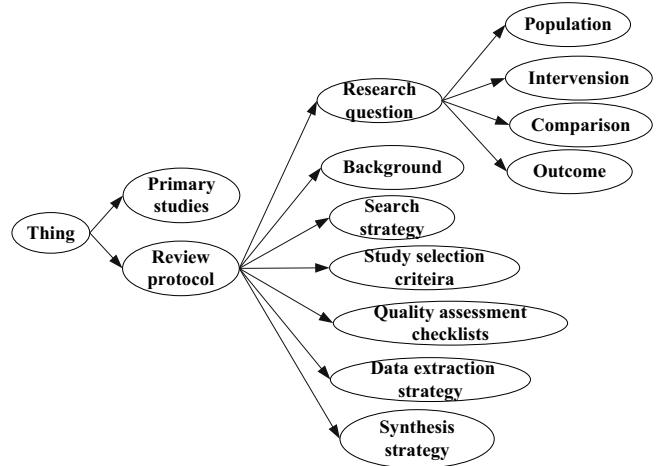 Thing
Primary
studies
Review
protocol
Research
question
Background
Search
strategy
Study selection
criteira
Quality assessment
checklists
Data extraction
strategy
Synthesis
strategy
Population
Intervension
Comparison
Outcome